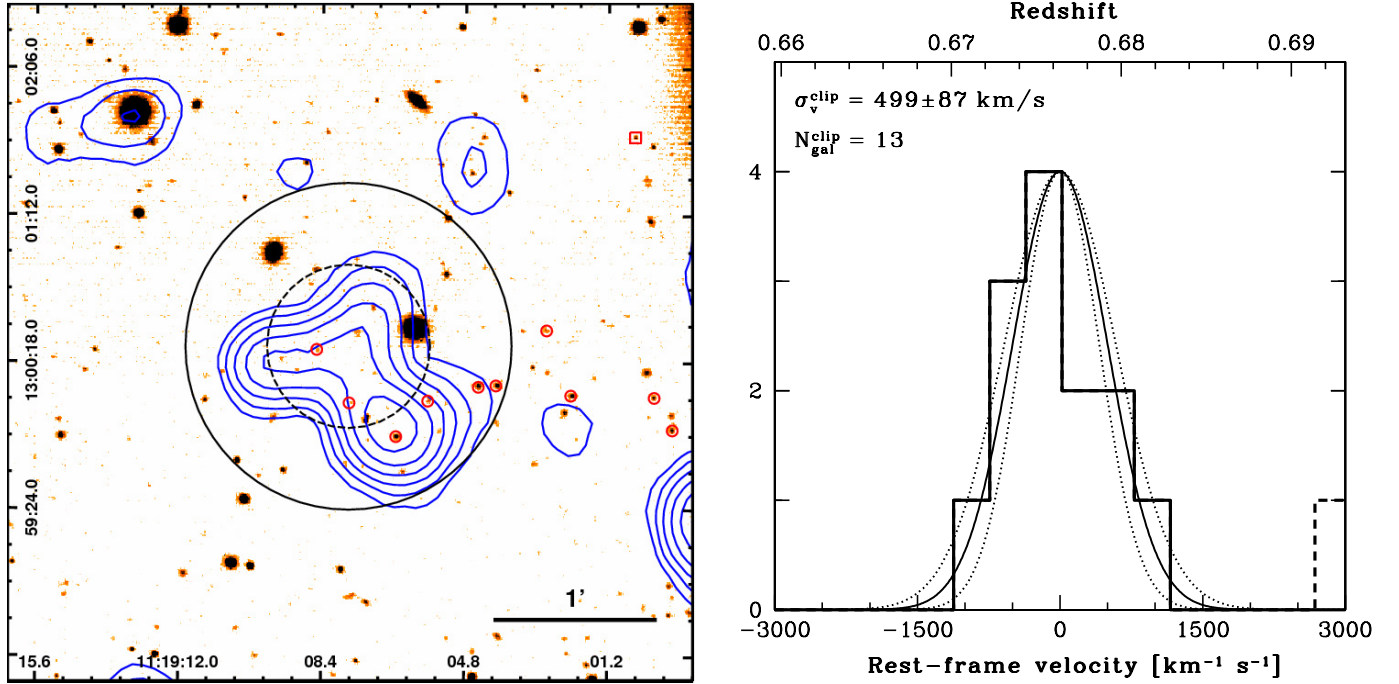 02:06.0
01:12.0
13:00:18.0
59:24.0
15.6 11:19:12.0 08.4 04.8 01.2
1’
Redshift
0.66 0.67 0.68 0.69
σ_v^clip = 499±87 km/s
N_gal^clip = 13
4
2
0
−3000 −1500 0 1500 3000
Rest−frame velocity [km⁻¹ s⁻¹]